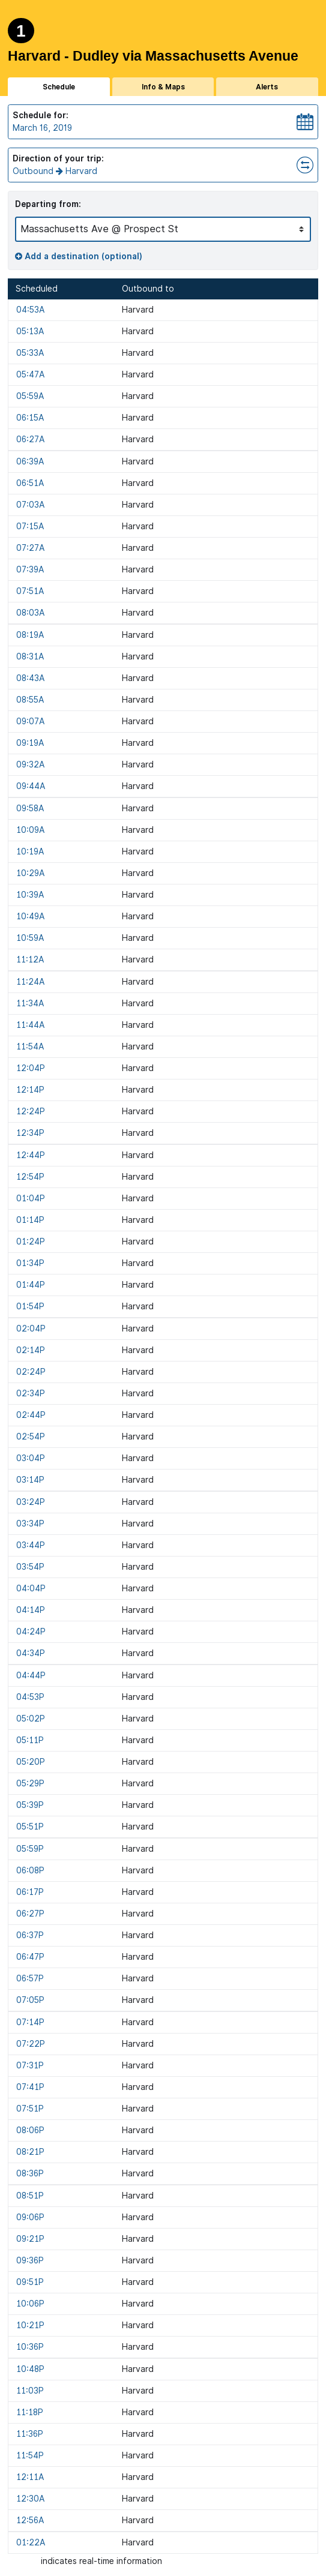 1
Harvard - Dudley via Massachusetts Avenue
Schedule
Info & Maps
Alerts
Schedule for:
March 16, 2019
Direction of your trip:
Outbound → Harvard
Departing from:
Massachusetts Ave @ Prospect St
Add a destination (optional)
Scheduled Outbound to
04:53A Harvard
05:13A Harvard
05:33A Harvard
05:47A Harvard
05:59A Harvard
06:15A Harvard
06:27A Harvard
06:39A Harvard
06:51A Harvard
07:03A Harvard
07:15A Harvard
07:27A Harvard
07:39A Harvard
07:51A Harvard
08:03A Harvard
08:19A Harvard
08:31A Harvard
08:43A Harvard
08:55A Harvard
09:07A Harvard
09:19A Harvard
09:32A Harvard
09:44A Harvard
09:58A Harvard
10:09A Harvard
10:19A Harvard
10:29A Harvard
10:39A Harvard
10:49A Harvard
10:59A Harvard
11:12A Harvard
11:24A Harvard
11:34A Harvard
11:44A Harvard
11:54A Harvard
12:04P Harvard
12:14P Harvard
12:24P Harvard
12:34P Harvard
12:44P Harvard
12:54P Harvard
01:04P Harvard
01:14P Harvard
01:24P Harvard
01:34P Harvard
01:44P Harvard
01:54P Harvard
02:04P Harvard
02:14P Harvard
02:24P Harvard
02:34P Harvard
02:44P Harvard
02:54P Harvard
03:04P Harvard
03:14P Harvard
03:24P Harvard
03:34P Harvard
03:44P Harvard
03:54P Harvard
04:04P Harvard
04:14P Harvard
04:24P Harvard
04:34P Harvard
04:44P Harvard
04:53P Harvard
05:02P Harvard
05:11P Harvard
05:20P Harvard
05:29P Harvard
05:39P Harvard
05:51P Harvard
05:59P Harvard
06:08P Harvard
06:17P Harvard
06:27P Harvard
06:37P Harvard
06:47P Harvard
06:57P Harvard
07:05P Harvard
07:14P Harvard
07:22P Harvard
07:31P Harvard
07:41P Harvard
07:51P Harvard
08:06P Harvard
08:21P Harvard
08:36P Harvard
08:51P Harvard
09:06P Harvard
09:21P Harvard
09:36P Harvard
09:51P Harvard
10:06P Harvard
10:21P Harvard
10:36P Harvard
10:48P Harvard
11:03P Harvard
11:18P Harvard
11:36P Harvard
11:54P Harvard
12:11A Harvard
12:30A Harvard
12:56A Harvard
01:22A Harvard
indicates real-time information